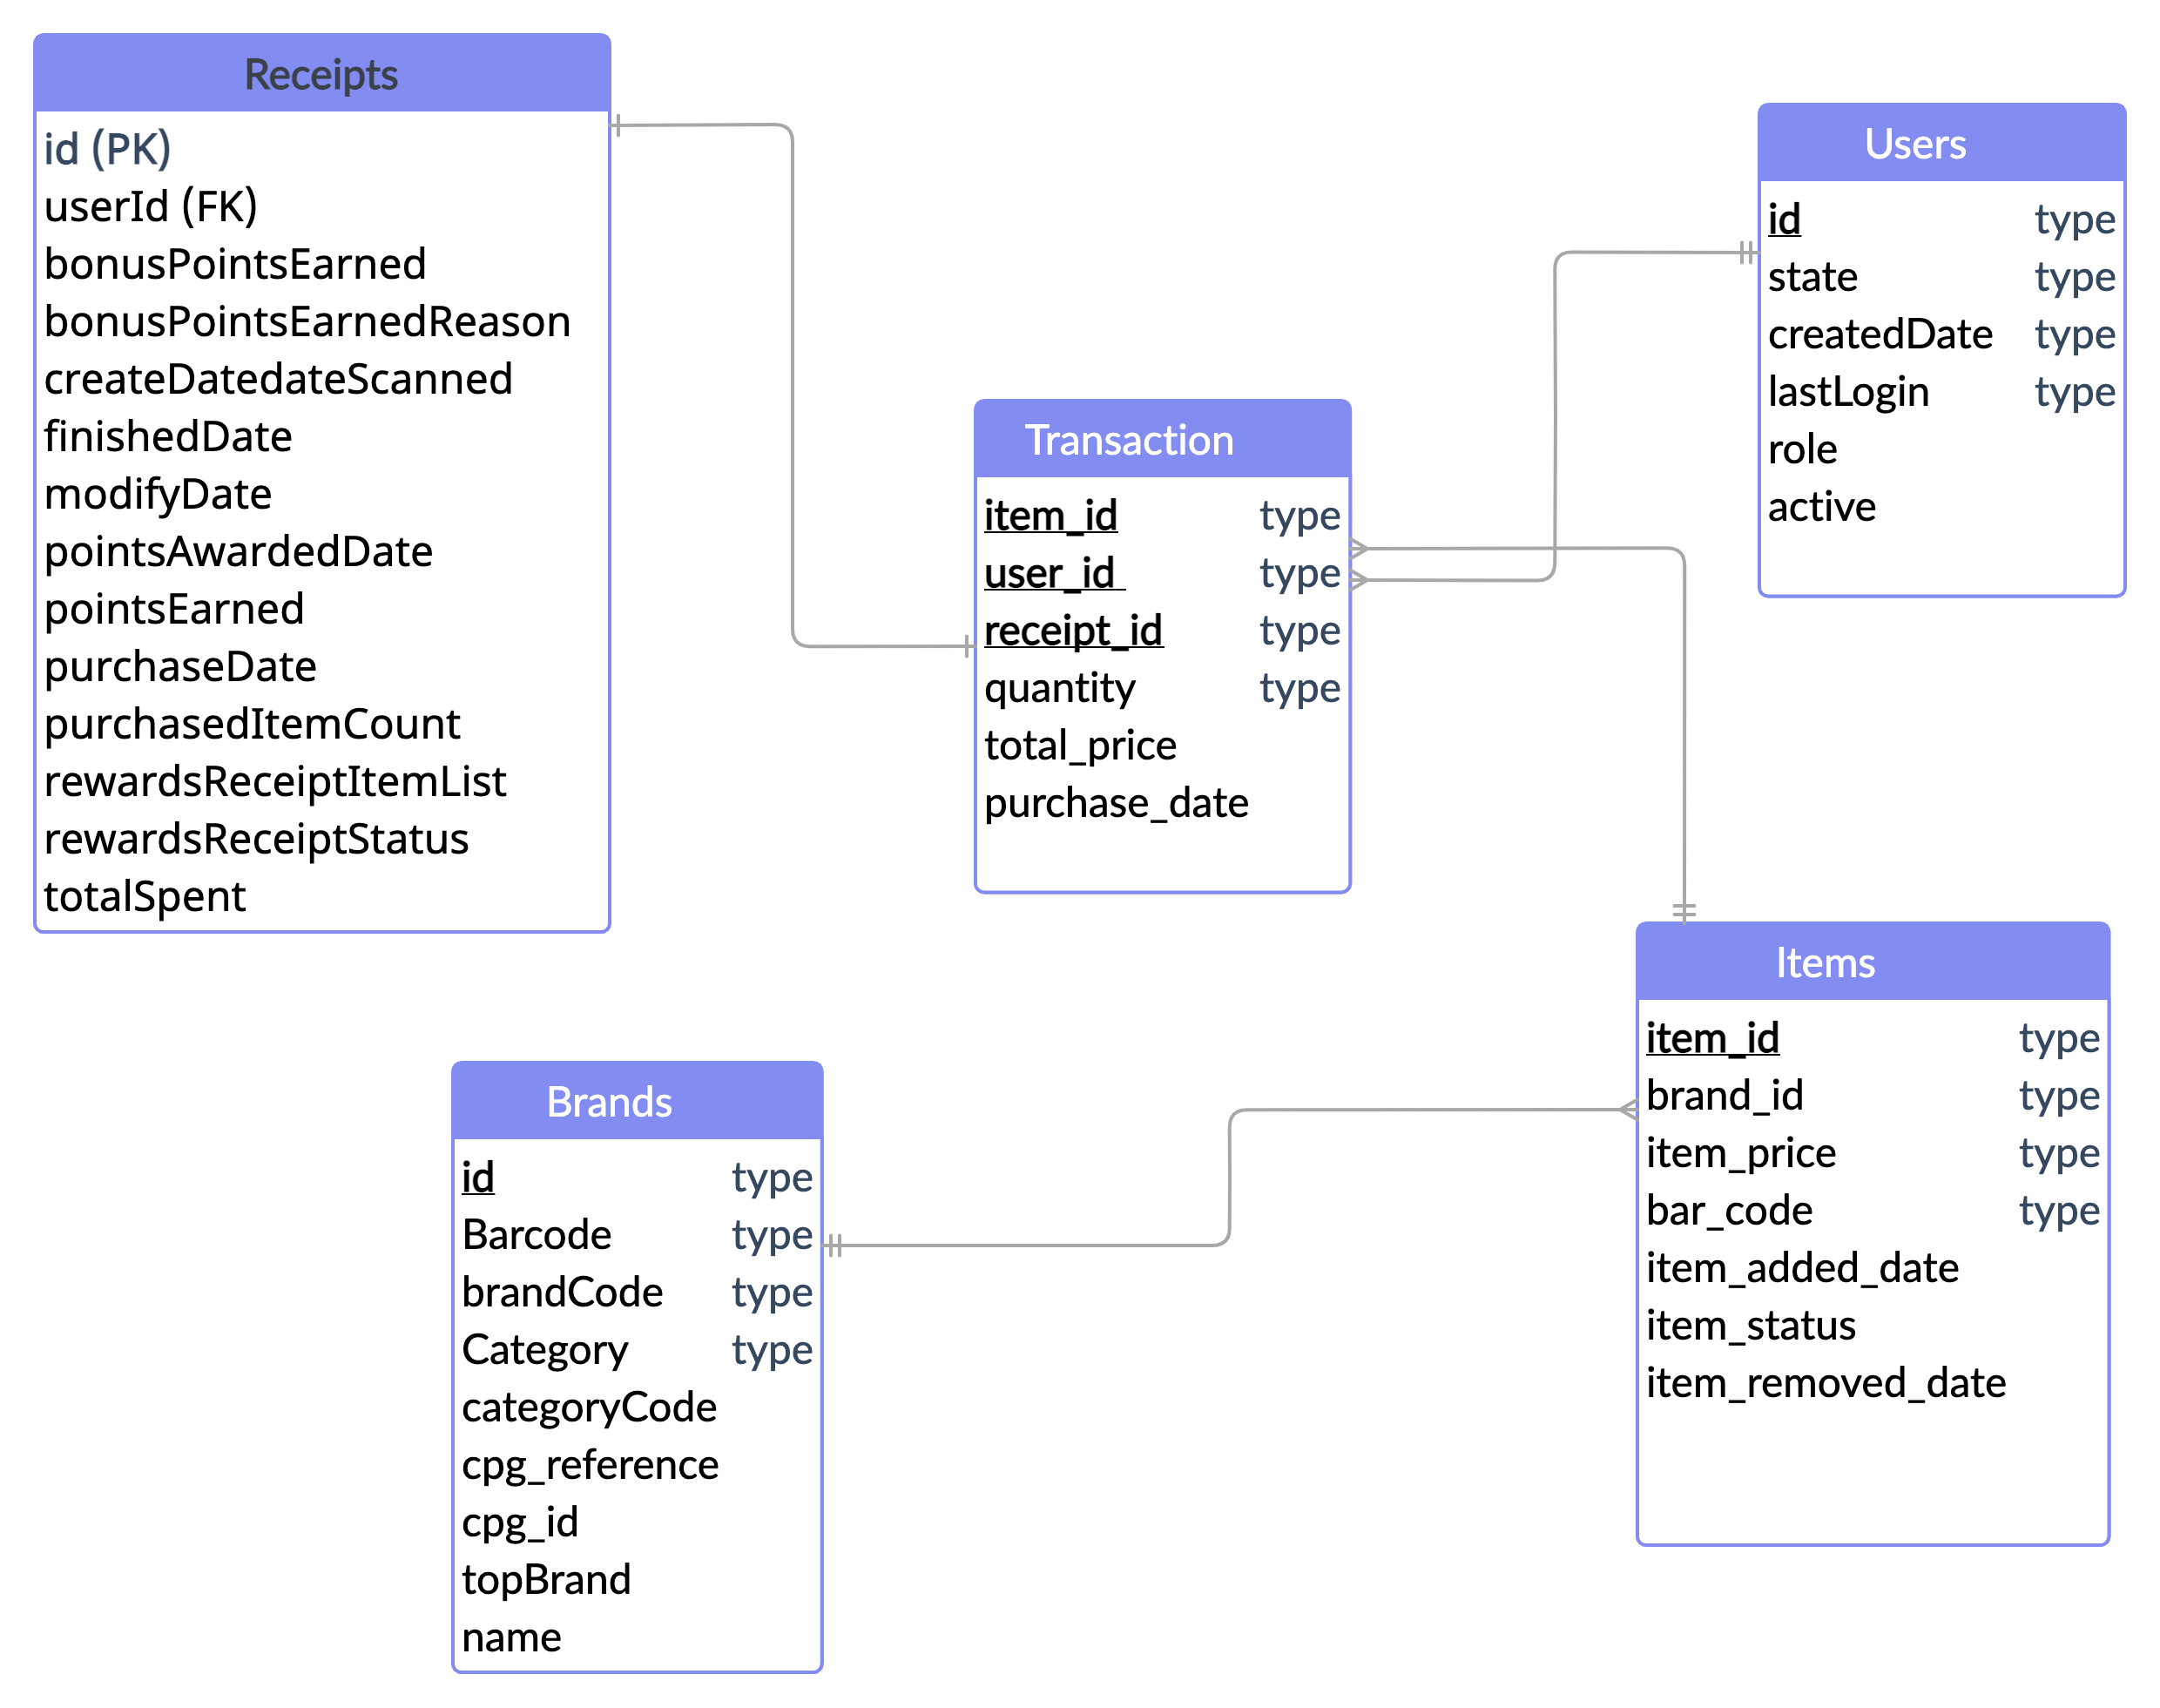 Receipts
id (PK)
userId (FK)
bonusPointsEarned
bonusPointsEarnedReason
createDatedateScanned
finishedDate
modifyDate
pointsAwardedDate
pointsEarned
purchaseDate
purchasedItemCount
rewardsReceiptItemList
rewardsReceiptStatus
totalSpent
Users
id type
state type
createdDate type
lastLogin type
role
active
Transaction
item_id type
user_id type
receipt_id type
quantity type
total_price
purchase_date
Items
item_id type
brand_id type
item_price type
bar_code type
item_added_date
item_status
item_removed_date
Brands
id type
Barcode type
brandCode type
Category type
categoryCode
cpg_reference
cpg_id
topBrand
name